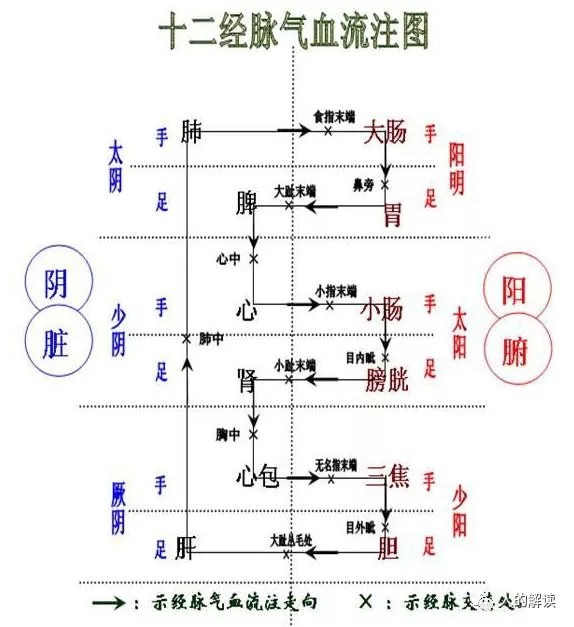 十二经脉气血流注图
食指末端
手 肺 大肠 手
太阴 阳明
鼻旁
足 脾 大趾末端 胃 足
心中
阴 阳
手 心 小指末端 小肠 手
少阴 太阳
脏 肺中 腑
目内眦
足 肾 小趾末端 膀胱 足
胸中
手 心包 无名指末端 三焦 手
厥阴 少阳
目外眦
足 肝 大趾丛毛处 胆 足
：示经脉气血流注走向 ×：示经脉交接处
人的解读